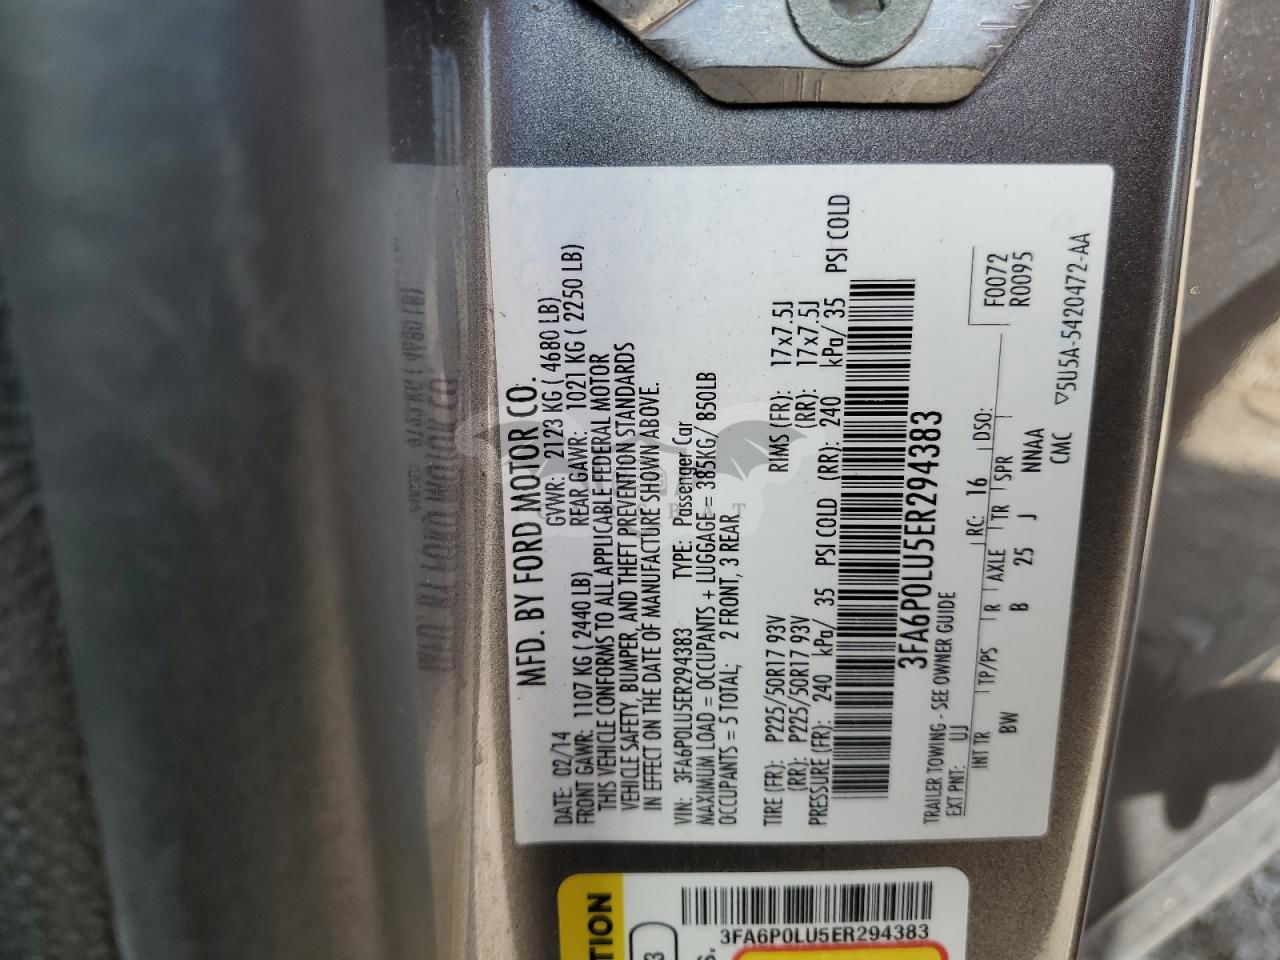 MFD. BY FORD MOTOR CO.
DATE: 02/14 GVWR: 2123 KG ( 4680 LB)
FRONT GAWR: 1107 KG ( 2440 LB) REAR GAWR: 1021 KG ( 2250 LB)
THIS VEHICLE CONFORMS TO ALL APPLICABLE FEDERAL MOTOR
VEHICLE SAFETY, BUMPER, AND THEFT PREVENTION STANDARDS
IN EFFECT ON THE DATE OF MANUFACTURE SHOWN ABOVE.
VIN: 3FA6P0LU5ER294383 TYPE: Passenger Car
MAXIMUM LOAD = OCCUPANTS + LUGGAGE = 385KG/ 850LB
OCCUPANTS = 5 TOTAL; 2 FRONT, 3 REAR
TIRE (FR): P225/50R17 93V RIMS (FR): 17x7.5J
(RR): P225/50R17 93V (RR): 17x7.5J
PRESSURE (FR): 240 kPa/ 35 PSI COLD (RR): 240 kPa/ 35 PSI COLD
3FA6P0LU5ER294383
TRAILER TOWING - SEE OWNER GUIDE
EXT PNT: UJ RC: 16 DSO: F0072
R0095
INT TR TP/PS R AXLE TR SPR
BW B 25 J NNAA
CMC ▽5U5A-5420472-AA
TION
3FA6P0LU5ER294383
3
S.